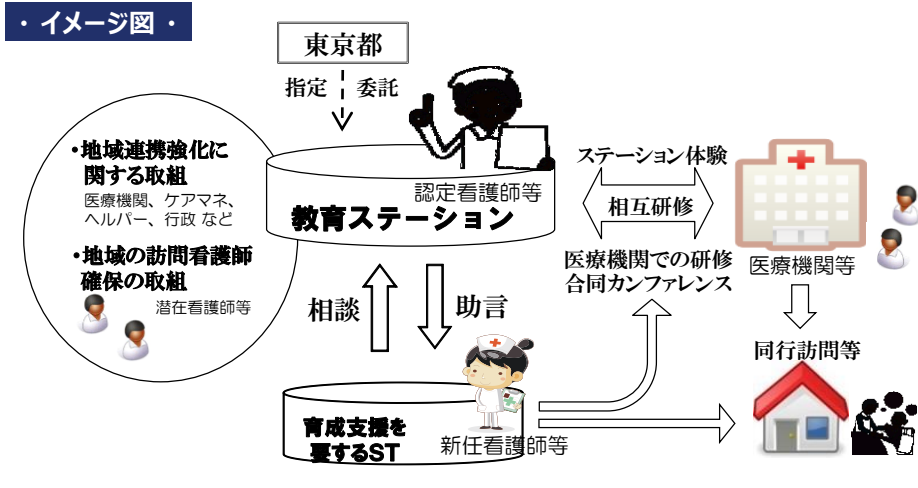 ・イメージ図・
東京都
指定 委託
・地域連携強化に
関する取組
医療機関、ケアマネ、
ヘルパー、行政 など
・地域の訪問看護師
確保の取組
潜在看護師等
認定看護師等
教育ステーション
ステーション体験
相互研修
医療機関での研修
合同カンファレンス
医療機関等
相談
助言
同行訪問等
育成支援を
要するST
新任看護師等